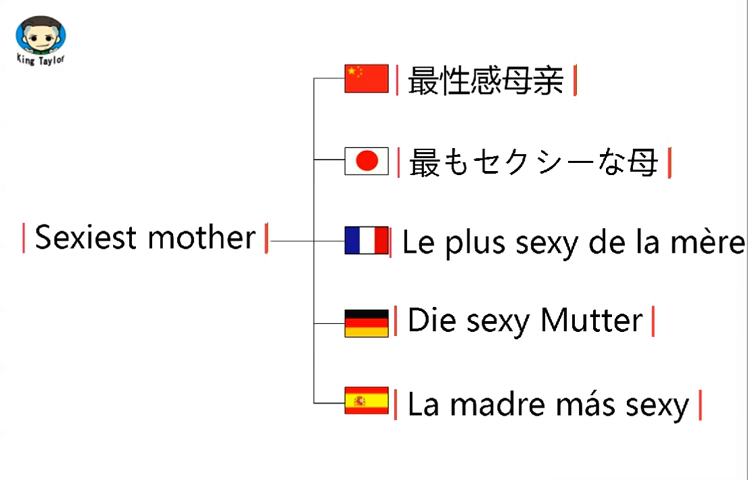 King Taylor
最性感母亲
最もセクシーな母
Sexiest mother
Le plus sexy de la mère
Die sexy Mutter
La madre más sexy